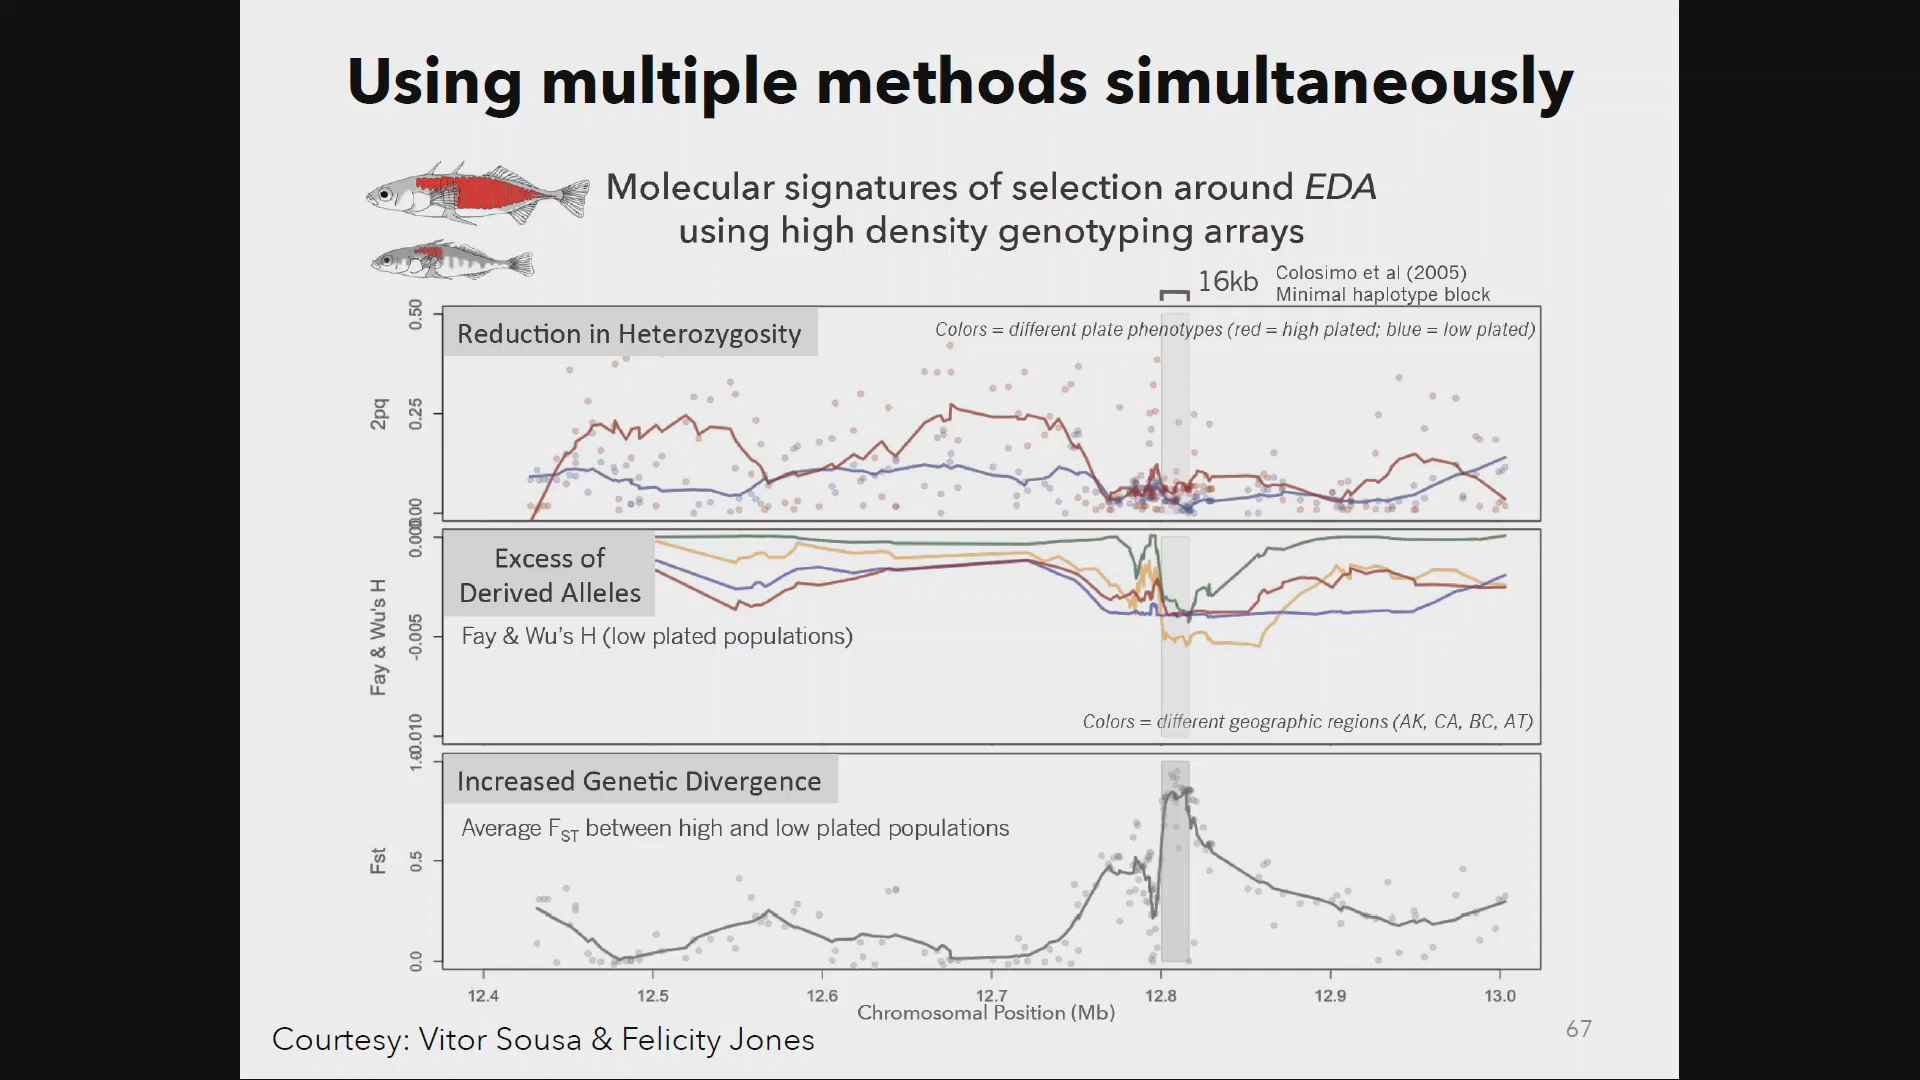 Using multiple methods simultaneously
Molecular signatures of selection around EDA
using high density genotyping arrays
16kb
Colosimo et al (2005)
Minimal haplotype block
Reduction in Heterozygosity
Colors = different plate phenotypes (red = high plated; blue = low plated)
2pq
0.50
0.25
0.00
Excess of
Derived Alleles
Fay & Wu's H (low plated populations)
Colors = different geographic regions (AK, CA, BC, AT)
Fay & Wu's H
0.000
-0.005
-0.010
Increased Genetic Divergence
Average FST between high and low plated populations
Fst
1.0
0.5
0.0
12.4 12.5 12.6 12.7 12.8 12.9 13.0
Chromosomal Position (Mb)
Courtesy: Vitor Sousa & Felicity Jones
67